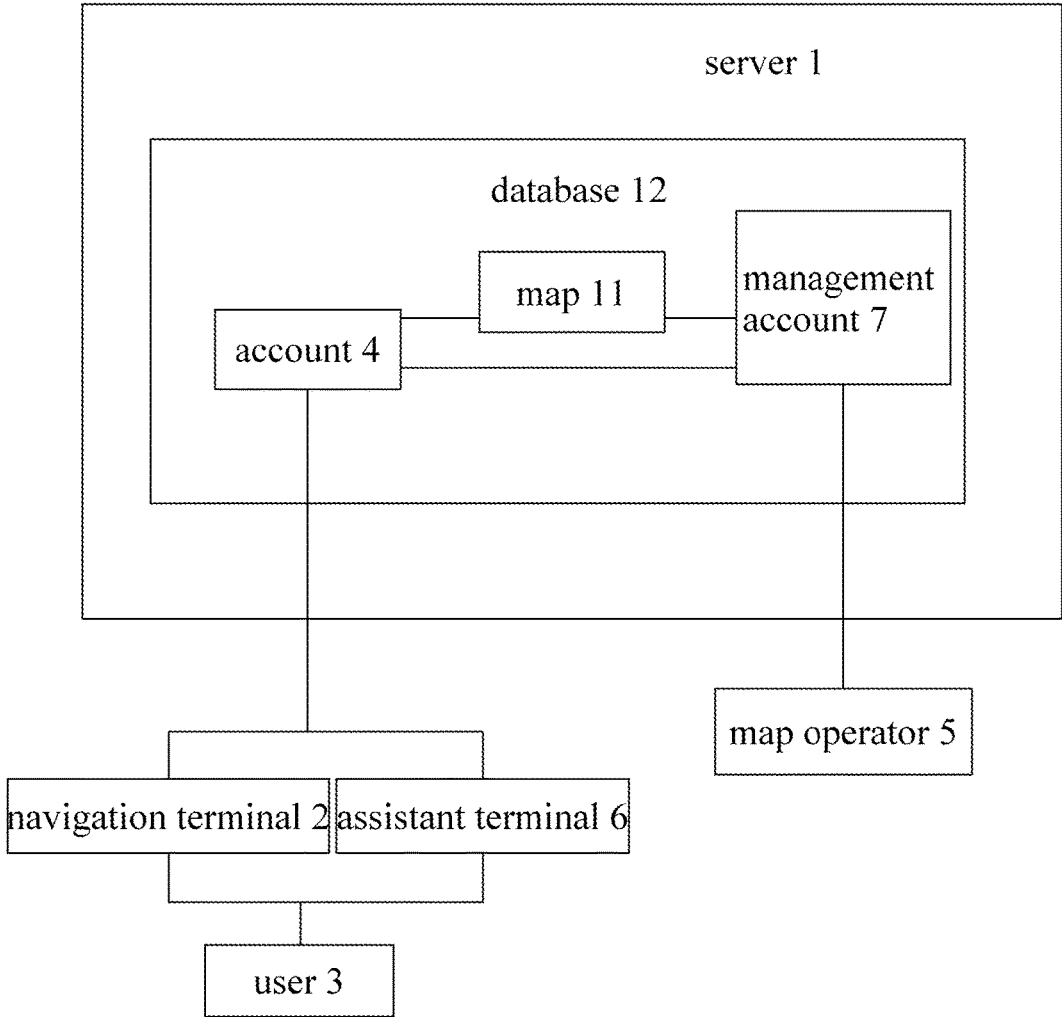 server 1
database 12
map 11
management
account 7
account 4
map operator 5
navigation terminal 2
assistant terminal 6
user 3